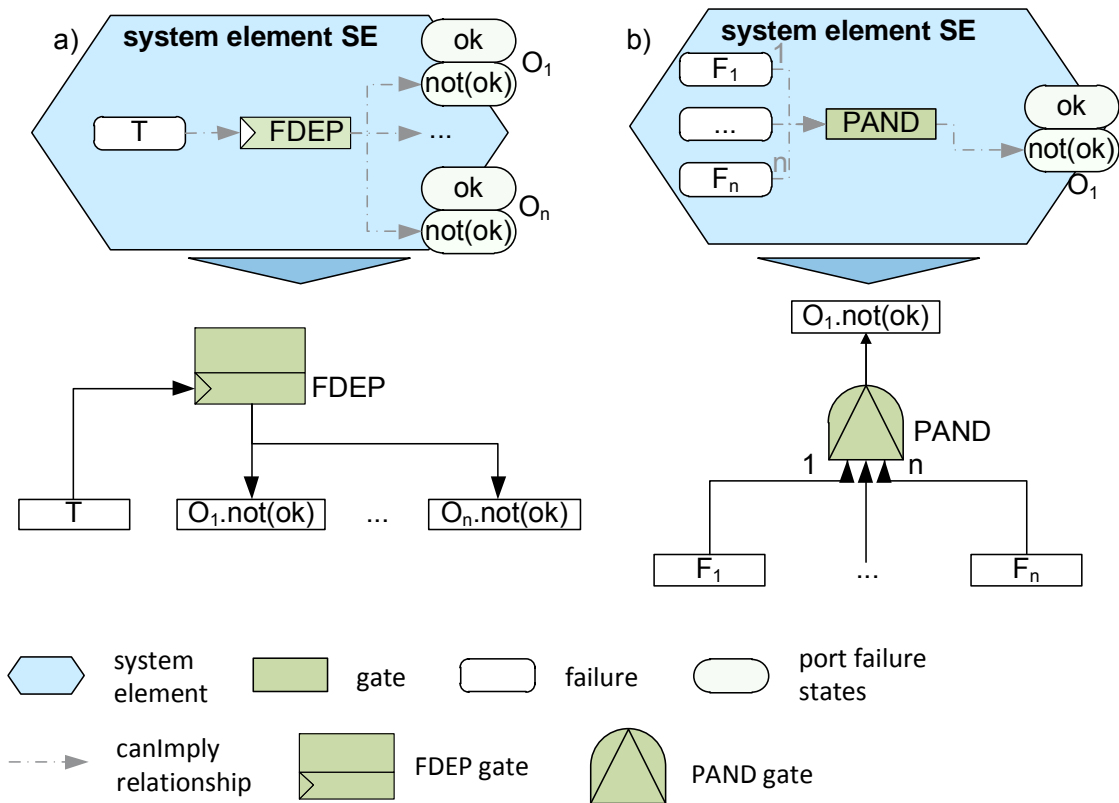 a)
system element SE
ok
O1
not(ok)
T
FDEP
...
ok
On
not(ok)
b)
system element SE
1
F1
...
PAND
n
Fn
ok
not(ok)
O1
FDEP
T
O1.not(ok)
...
On.not(ok)
O1.not(ok)
PAND
1
n
F1
...
Fn
system
element
gate
failure
port failure
states
canImply
relationship
FDEP gate
PAND gate